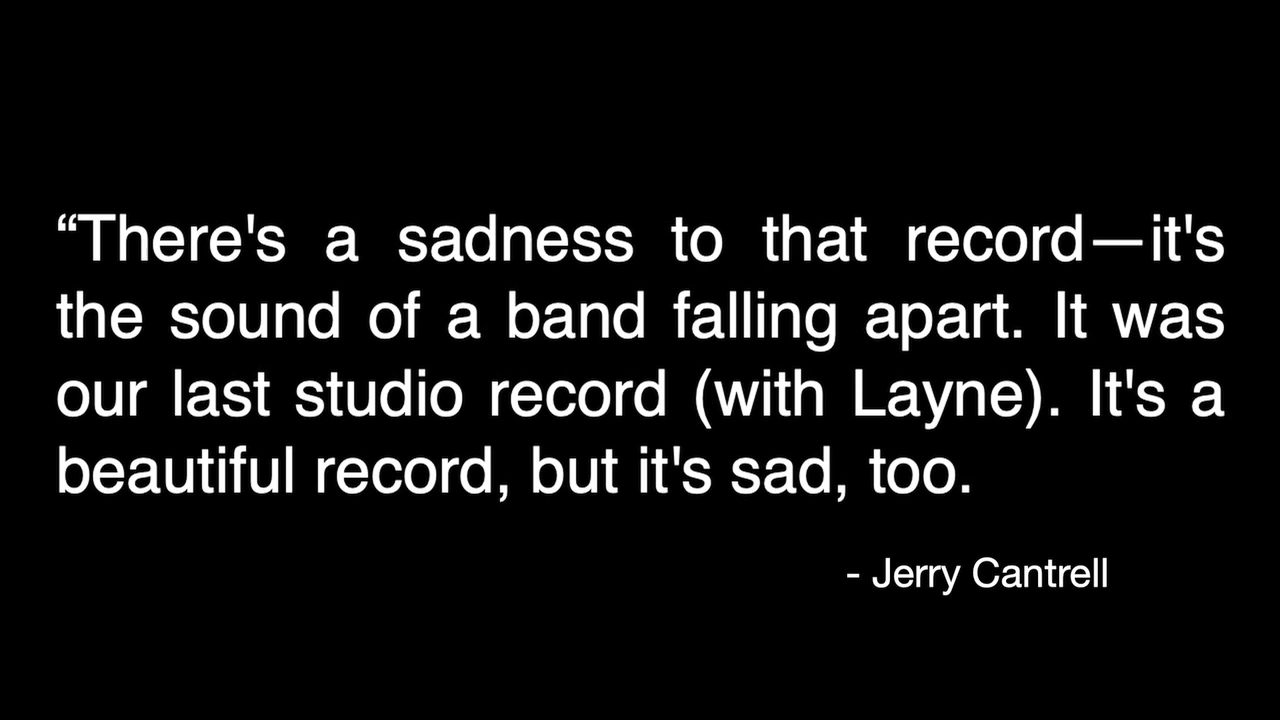 “There's a sadness to that record—it's
the sound of a band falling apart. It was
our last studio record (with Layne). It's a
beautiful record, but it's sad, too.
- Jerry Cantrell